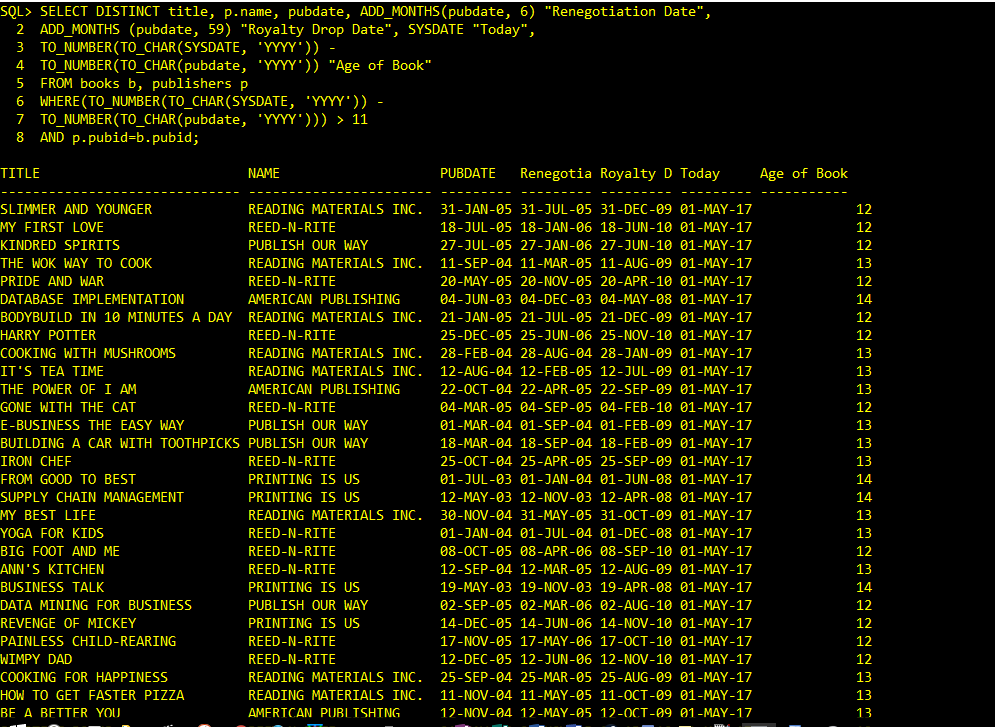 SQL> SELECT DISTINCT title, p.name, pubdate, ADD_MONTHS(pubdate, 6) "Renegotiation Date",
2 ADD_MONTHS (pubdate, 59) "Royalty Drop Date", SYSDATE "Today",
3 TO_NUMBER(TO_CHAR(SYSDATE, 'YYYY')) -
4 TO_NUMBER(TO_CHAR(pubdate, 'YYYY')) "Age of Book"
5 FROM books b, publishers p
6 WHERE(TO_NUMBER(TO_CHAR(SYSDATE, 'YYYY')) -
7 TO_NUMBER(TO_CHAR(pubdate, 'YYYY'))) > 11
8 AND p.pubid=b.pubid;
TITLE NAME PUBDATE Renegotia Royalty D Today Age of Book
------------------------------ ----------------------- --------- --------- --------- --------- -----------
SLIMMER AND YOUNGER READING MATERIALS INC. 31-JAN-05 31-JUL-05 31-DEC-09 01-MAY-17 12
MY FIRST LOVE REED-N-RITE 18-JUL-05 18-JAN-06 18-JUN-10 01-MAY-17 12
KINDRED SPIRITS PUBLISH OUR WAY 27-JUL-05 27-JAN-06 27-JUN-10 01-MAY-17 12
THE WOK WAY TO COOK READING MATERIALS INC. 11-SEP-04 11-MAR-05 11-AUG-09 01-MAY-17 13
PRIDE AND WAR REED-N-RITE 20-MAY-05 20-NOV-05 20-APR-10 01-MAY-17 12
DATABASE IMPLEMENTATION AMERICAN PUBLISHING 04-JUN-03 04-DEC-03 04-MAY-08 01-MAY-17 14
BODYBUILD IN 10 MINUTES A DAY READING MATERIALS INC. 21-JAN-05 21-JUL-05 21-DEC-09 01-MAY-17 12
HARRY POTTER REED-N-RITE 25-DEC-05 25-JUN-06 25-NOV-10 01-MAY-17 12
COOKING WITH MUSHROOMS READING MATERIALS INC. 28-FEB-04 28-AUG-04 28-JAN-09 01-MAY-17 13
IT'S TEA TIME READING MATERIALS INC. 12-AUG-04 12-FEB-05 12-JUL-09 01-MAY-17 13
THE POWER OF I AM AMERICAN PUBLISHING 22-OCT-04 22-APR-05 22-SEP-09 01-MAY-17 13
GONE WITH THE CAT REED-N-RITE 04-MAR-05 04-SEP-05 04-FEB-10 01-MAY-17 12
E-BUSINESS THE EASY WAY PUBLISH OUR WAY 01-MAR-04 01-SEP-04 01-FEB-09 01-MAY-17 13
BUILDING A CAR WITH TOOTHPICKS PUBLISH OUR WAY 18-MAR-04 18-SEP-04 18-FEB-09 01-MAY-17 13
IRON CHEF REED-N-RITE 25-OCT-04 25-APR-05 25-SEP-09 01-MAY-17 13
FROM GOOD TO BEST PRINTING IS US 01-JUL-03 01-JAN-04 01-JUN-08 01-MAY-17 14
SUPPLY CHAIN MANAGEMENT PRINTING IS US 12-MAY-03 12-NOV-03 12-APR-08 01-MAY-17 14
MY BEST LIFE READING MATERIALS INC. 30-NOV-04 31-MAY-05 31-OCT-09 01-MAY-17 13
YOGA FOR KIDS REED-N-RITE 01-JAN-04 01-JUL-04 01-DEC-08 01-MAY-17 13
BIG FOOT AND ME REED-N-RITE 08-OCT-05 08-APR-06 08-SEP-10 01-MAY-17 12
ANN'S KITCHEN REED-N-RITE 12-SEP-04 12-MAR-05 12-AUG-09 01-MAY-17 13
BUSINESS TALK PRINTING IS US 19-MAY-03 19-NOV-03 19-APR-08 01-MAY-17 14
DATA MINING FOR BUSINESS PUBLISH OUR WAY 02-SEP-05 02-MAR-06 02-AUG-10 01-MAY-17 12
REVENGE OF MICKEY PRINTING IS US 14-DEC-05 14-JUN-06 14-NOV-10 01-MAY-17 12
PAINLESS CHILD-REARING REED-N-RITE 17-NOV-05 17-MAY-06 17-OCT-10 01-MAY-17 12
WIMPY DAD REED-N-RITE 12-DEC-05 12-JUN-06 12-NOV-10 01-MAY-17 12
COOKING FOR HAPPINESS READING MATERIALS INC. 25-SEP-04 25-MAR-05 25-AUG-09 01-MAY-17 13
HOW TO GET FASTER PIZZA READING MATERIALS INC. 11-NOV-04 11-MAY-05 11-OCT-09 01-MAY-17 13
BE A BETTER YOU AMERICAN PUBLISHING 12-NOV-04 12-MAY-05 12-OCT-09 01-MAY-17 13